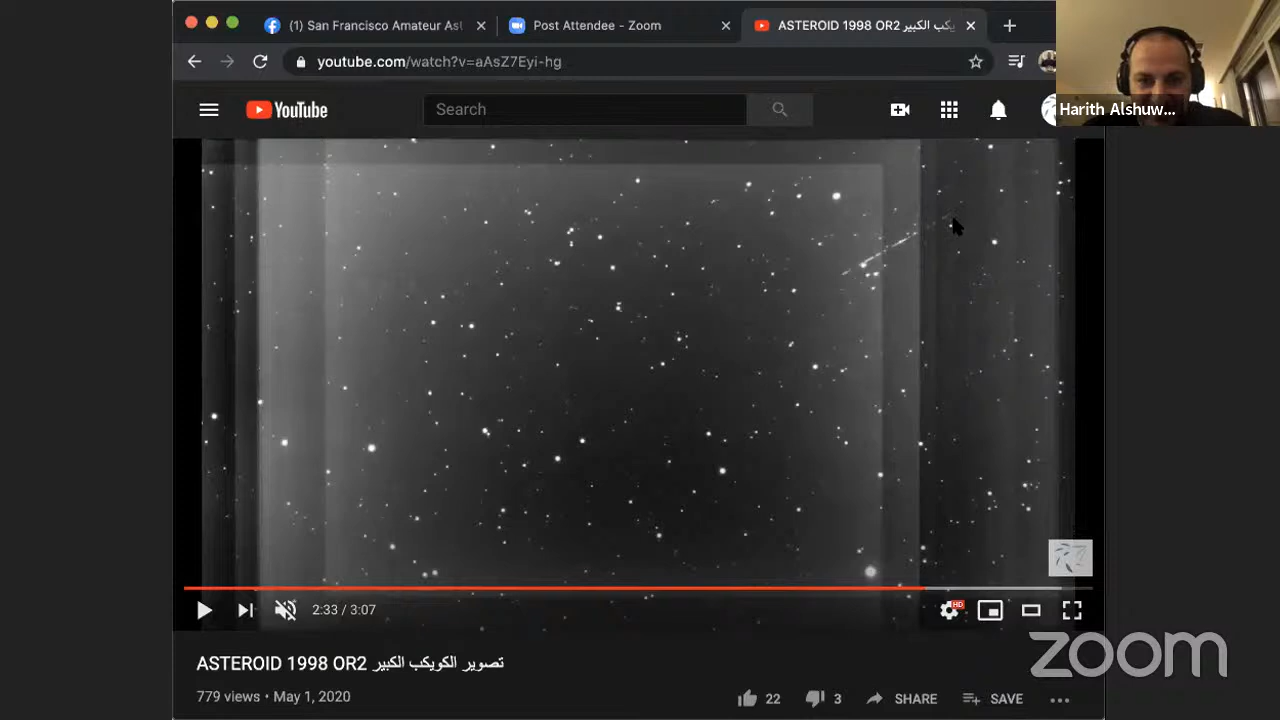 (1) San Francisco Amateur Ast
Post Attendee - Zoom
ASTEROID 1998 OR2 تصوير الكويكب الكبير
youtube.com/watch?v=aAsZ7Eyi-hg
Harith Alshuw...
YouTube
Search
2:33 / 3:07
HD
zoom
ASTEROID 1998 OR2 تصوير الكويكب الكبير
779 views • May 1, 2020
22
3
SHARE
SAVE